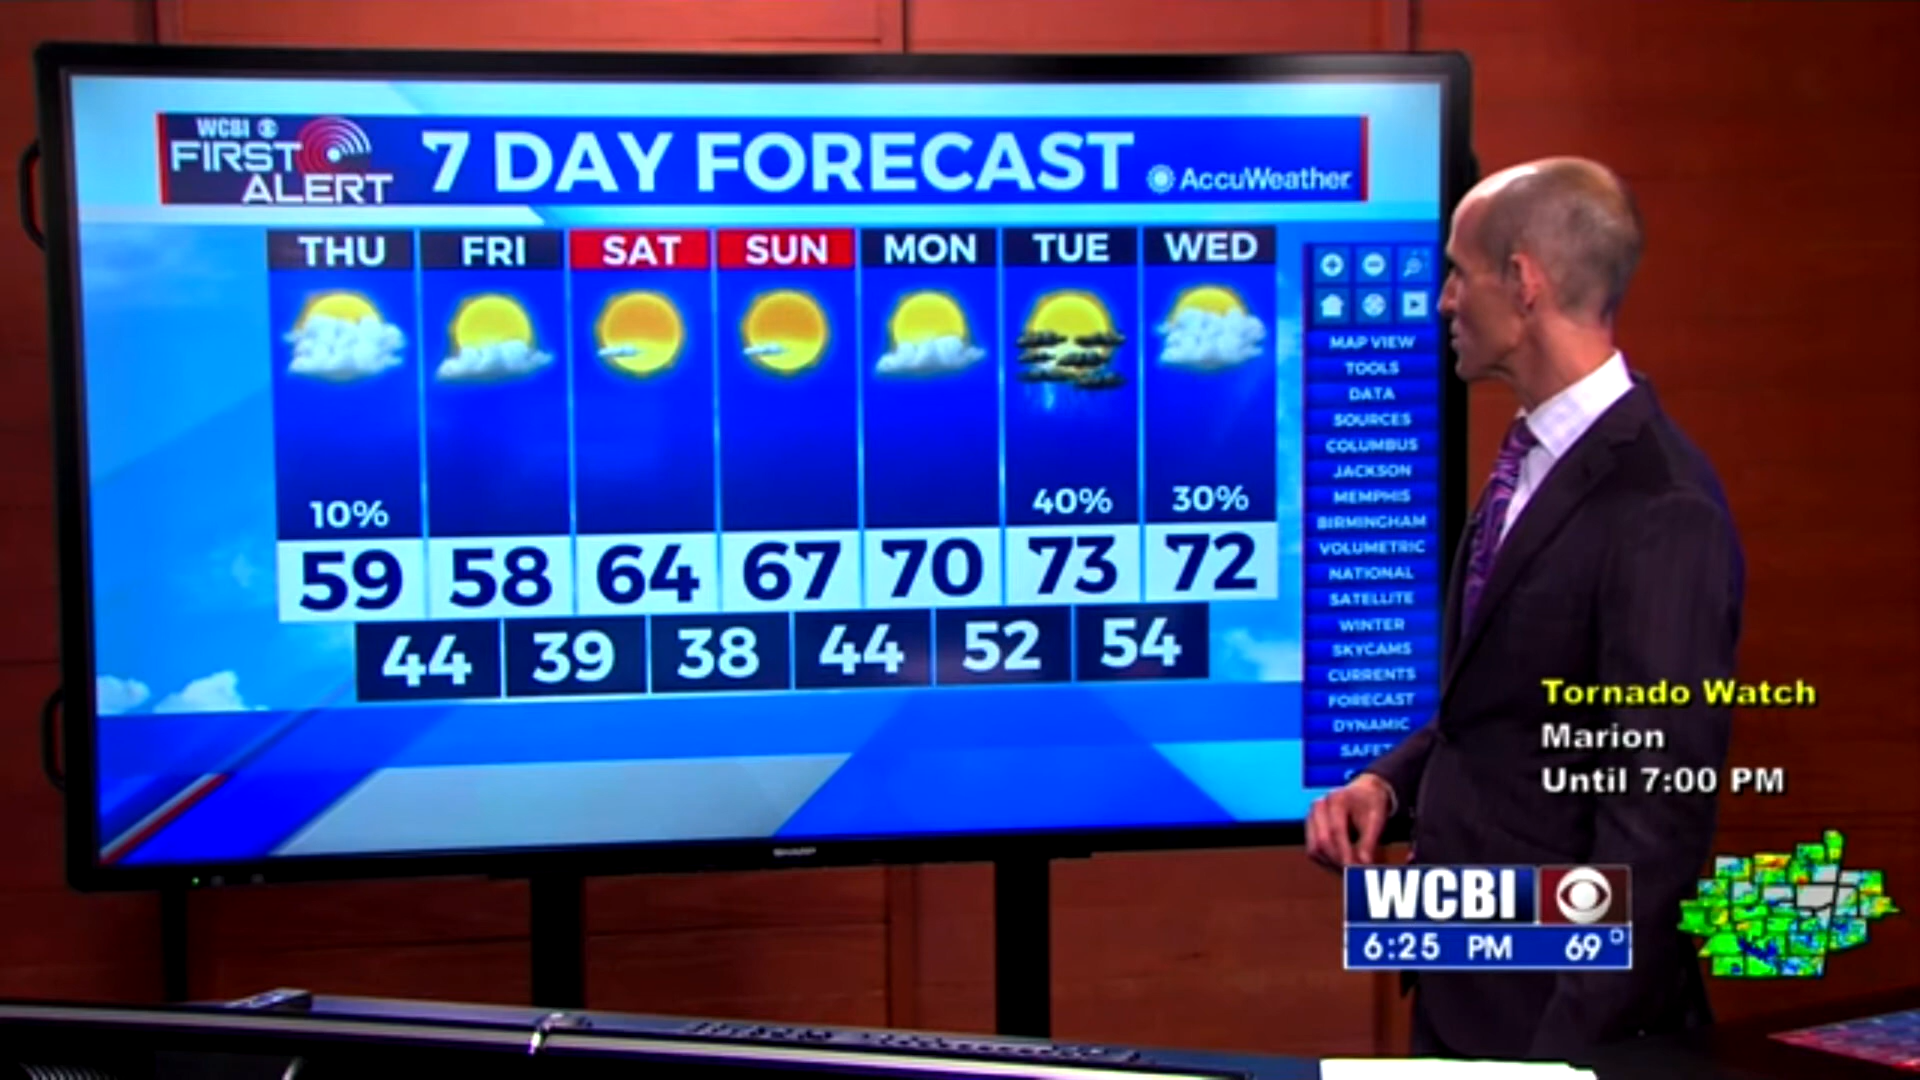 WCBI
FIRST
ALERT
7 DAY FORECAST
AccuWeather
THU FRI SAT SUN MON TUE WED
10% 40% 30%
59 58 64 67 70 73 72
44 39 38 44 52 54
MAP VIEW
TOOLS
DATA
SOURCES
COLUMBUS
JACKSON
MEMPHIS
BIRMINGHAM
VOLUMETRIC
NATIONAL
SATELLITE
WINTER
SKYCAMS
CURRENTS
FORECAST
DYNAMIC
SHARP
Tornado Watch
Marion
Until 7:00 PM
WCBI
6:25 PM 69°